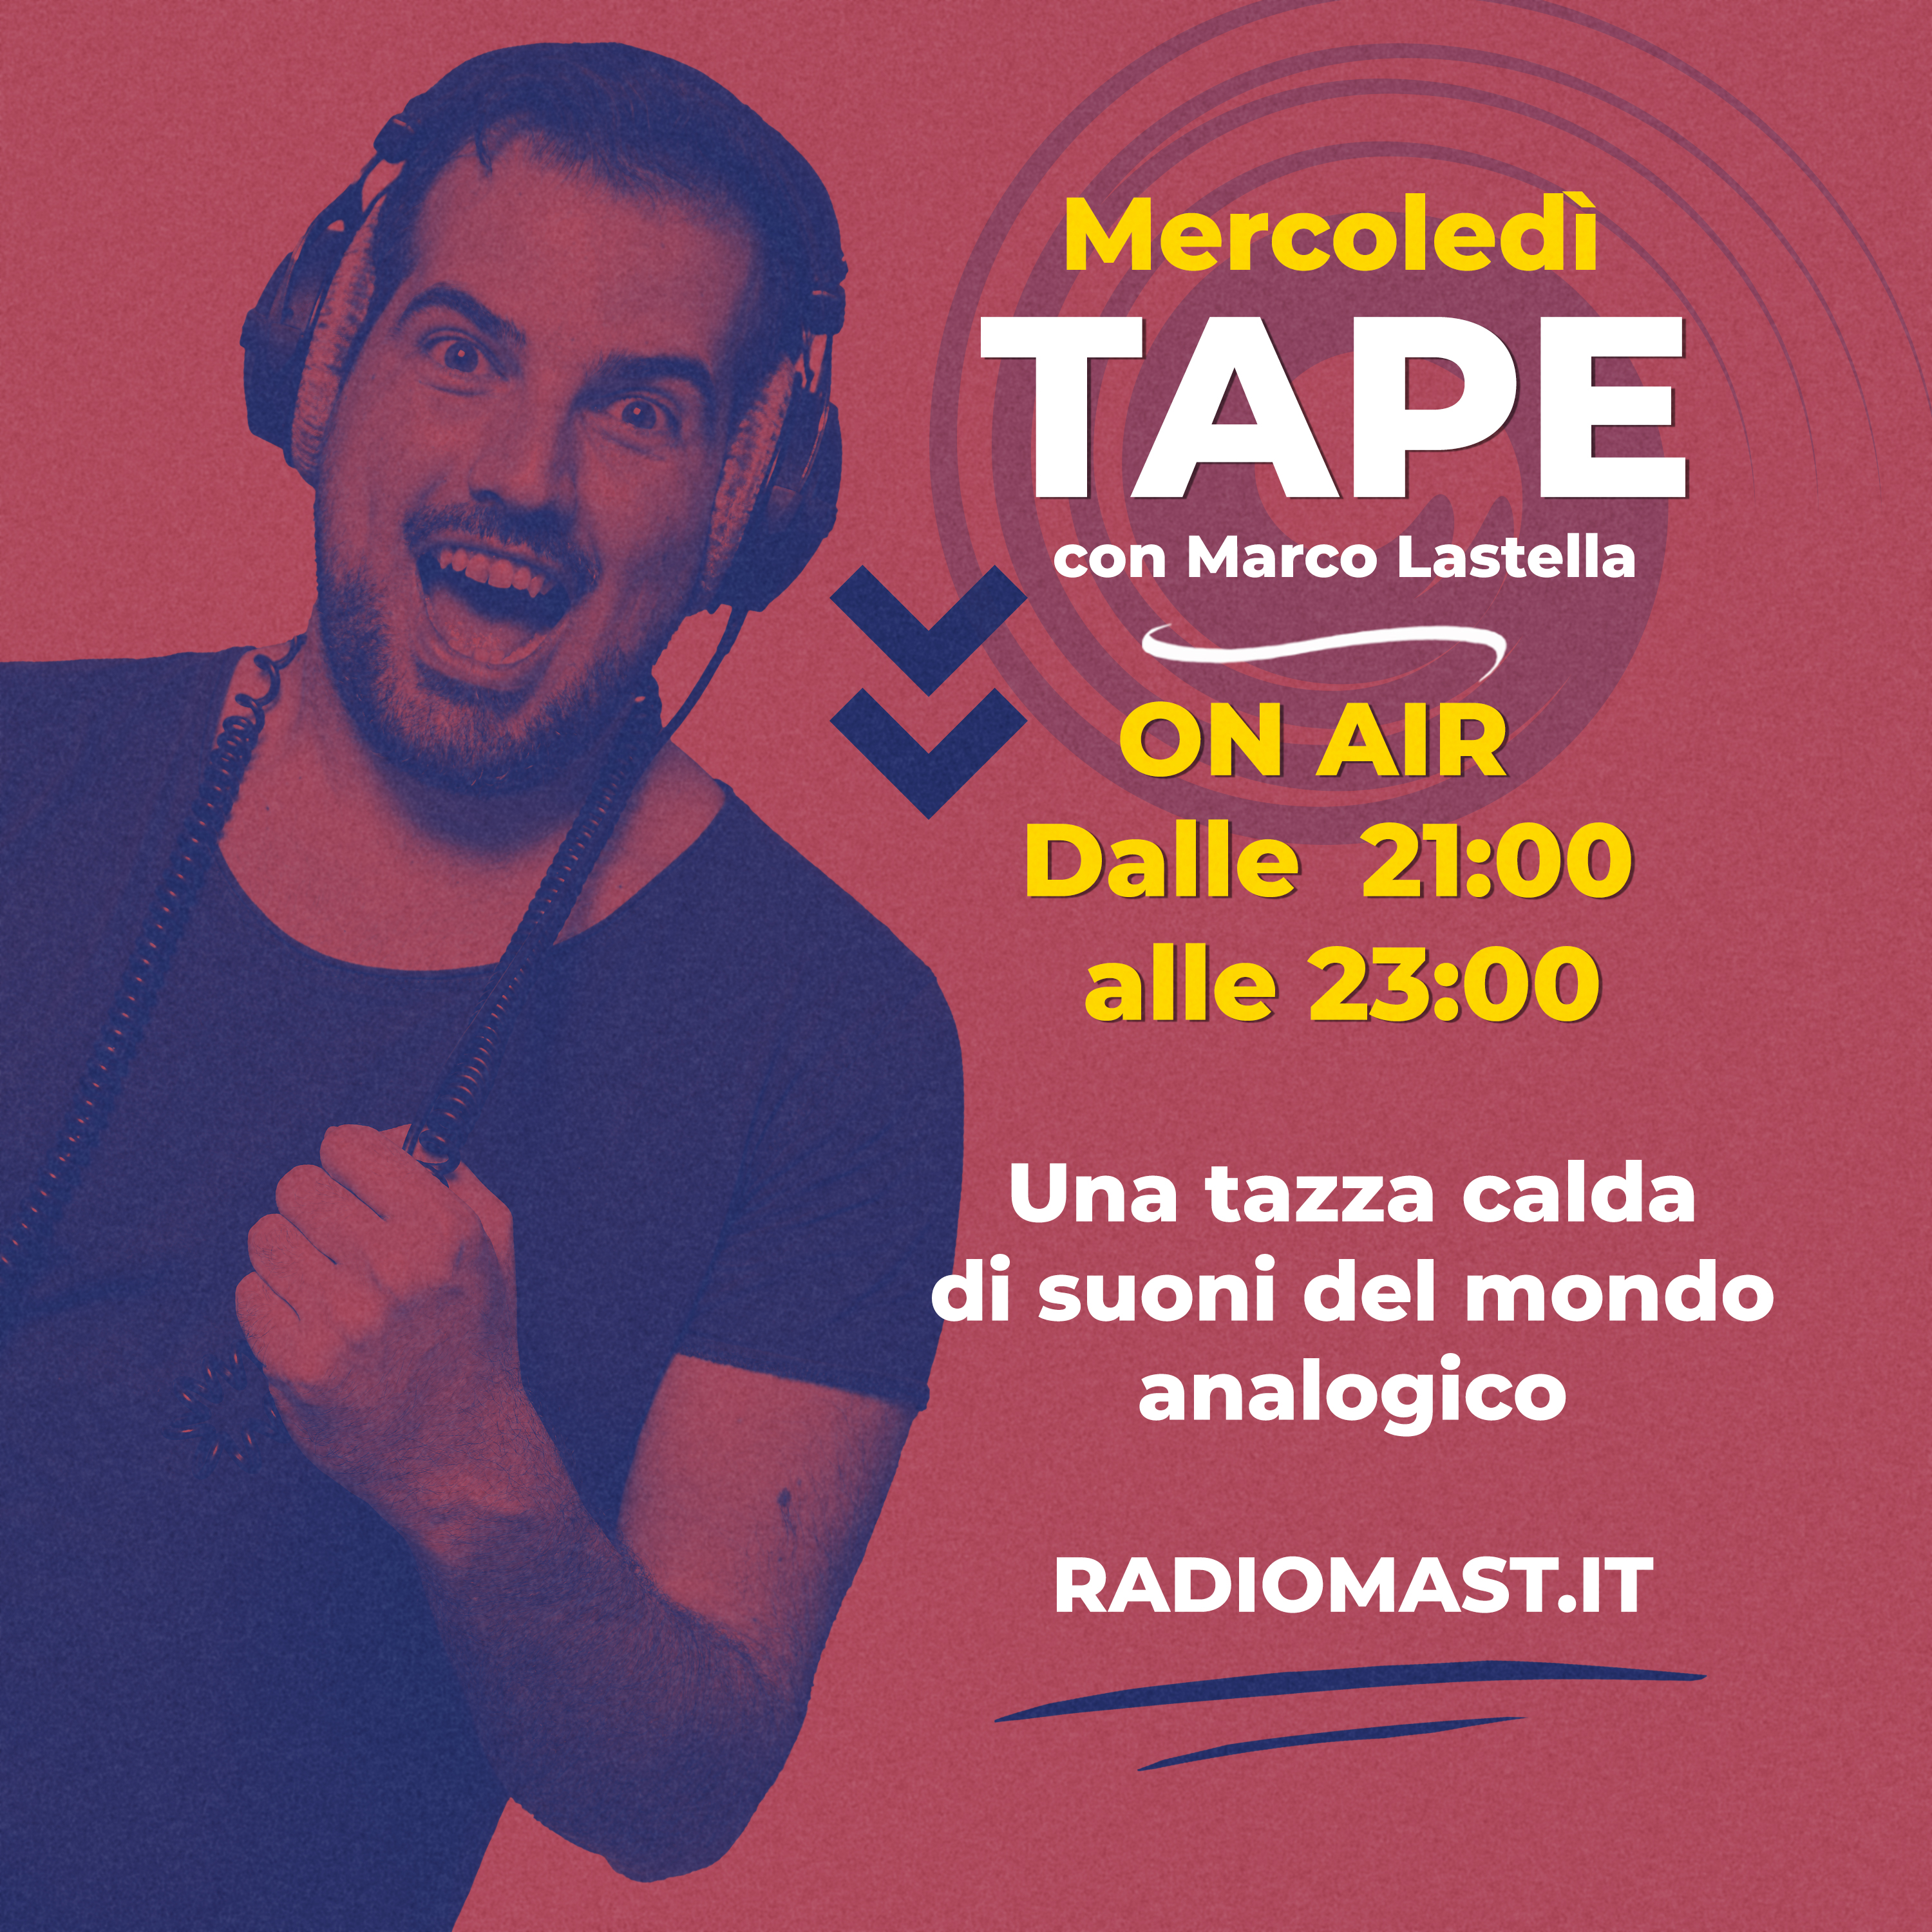 Mercoledì
TAPE
con Marco Lastella
ON AIR
Dalle 21:00
alle 23:00
Una tazza calda
di suoni del mondo
analogico
RADIOMAST.IT